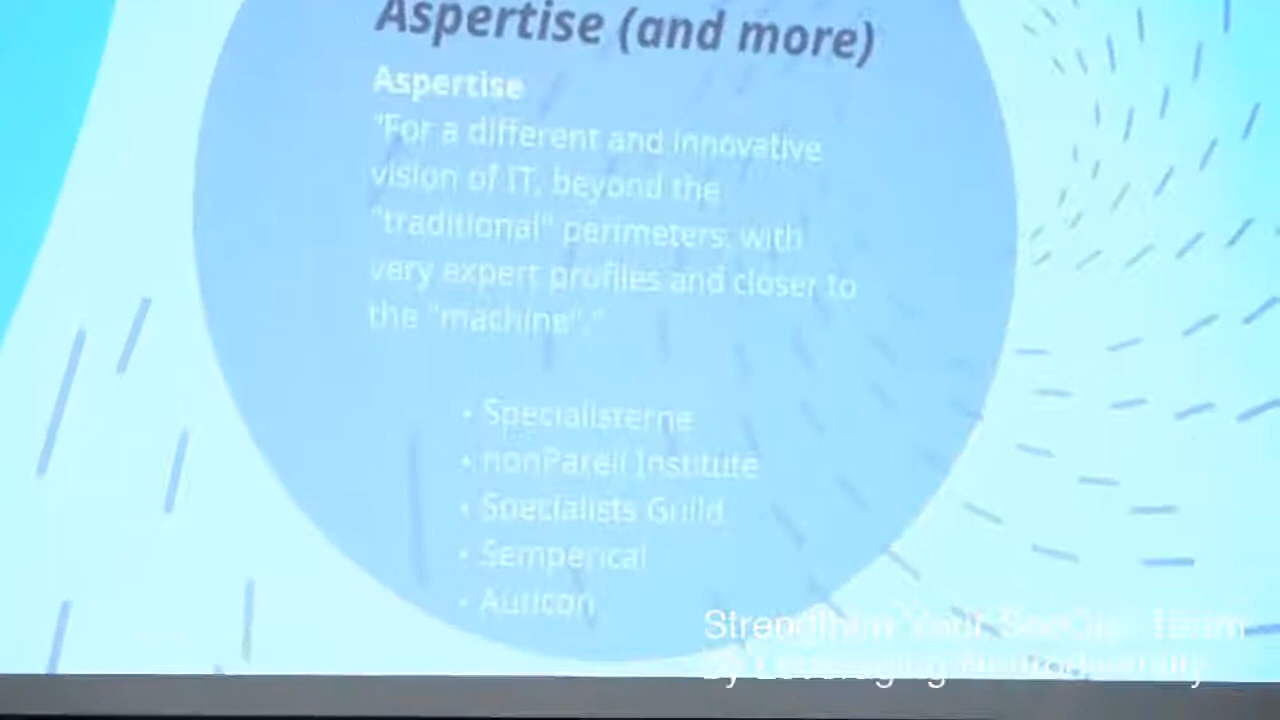 Aspertise (and more)
Aspertise
"For a different and innovative
vision of IT, beyond the
"traditional" perimeters, with
very expert profiles and closer to
the "machine"."
• Specialisterne
• nonPareil Institute
• Specialists Guild
• Semperical
• Auticon
Strengthen Your SecOps Team
By Leveraging Neurodiversity